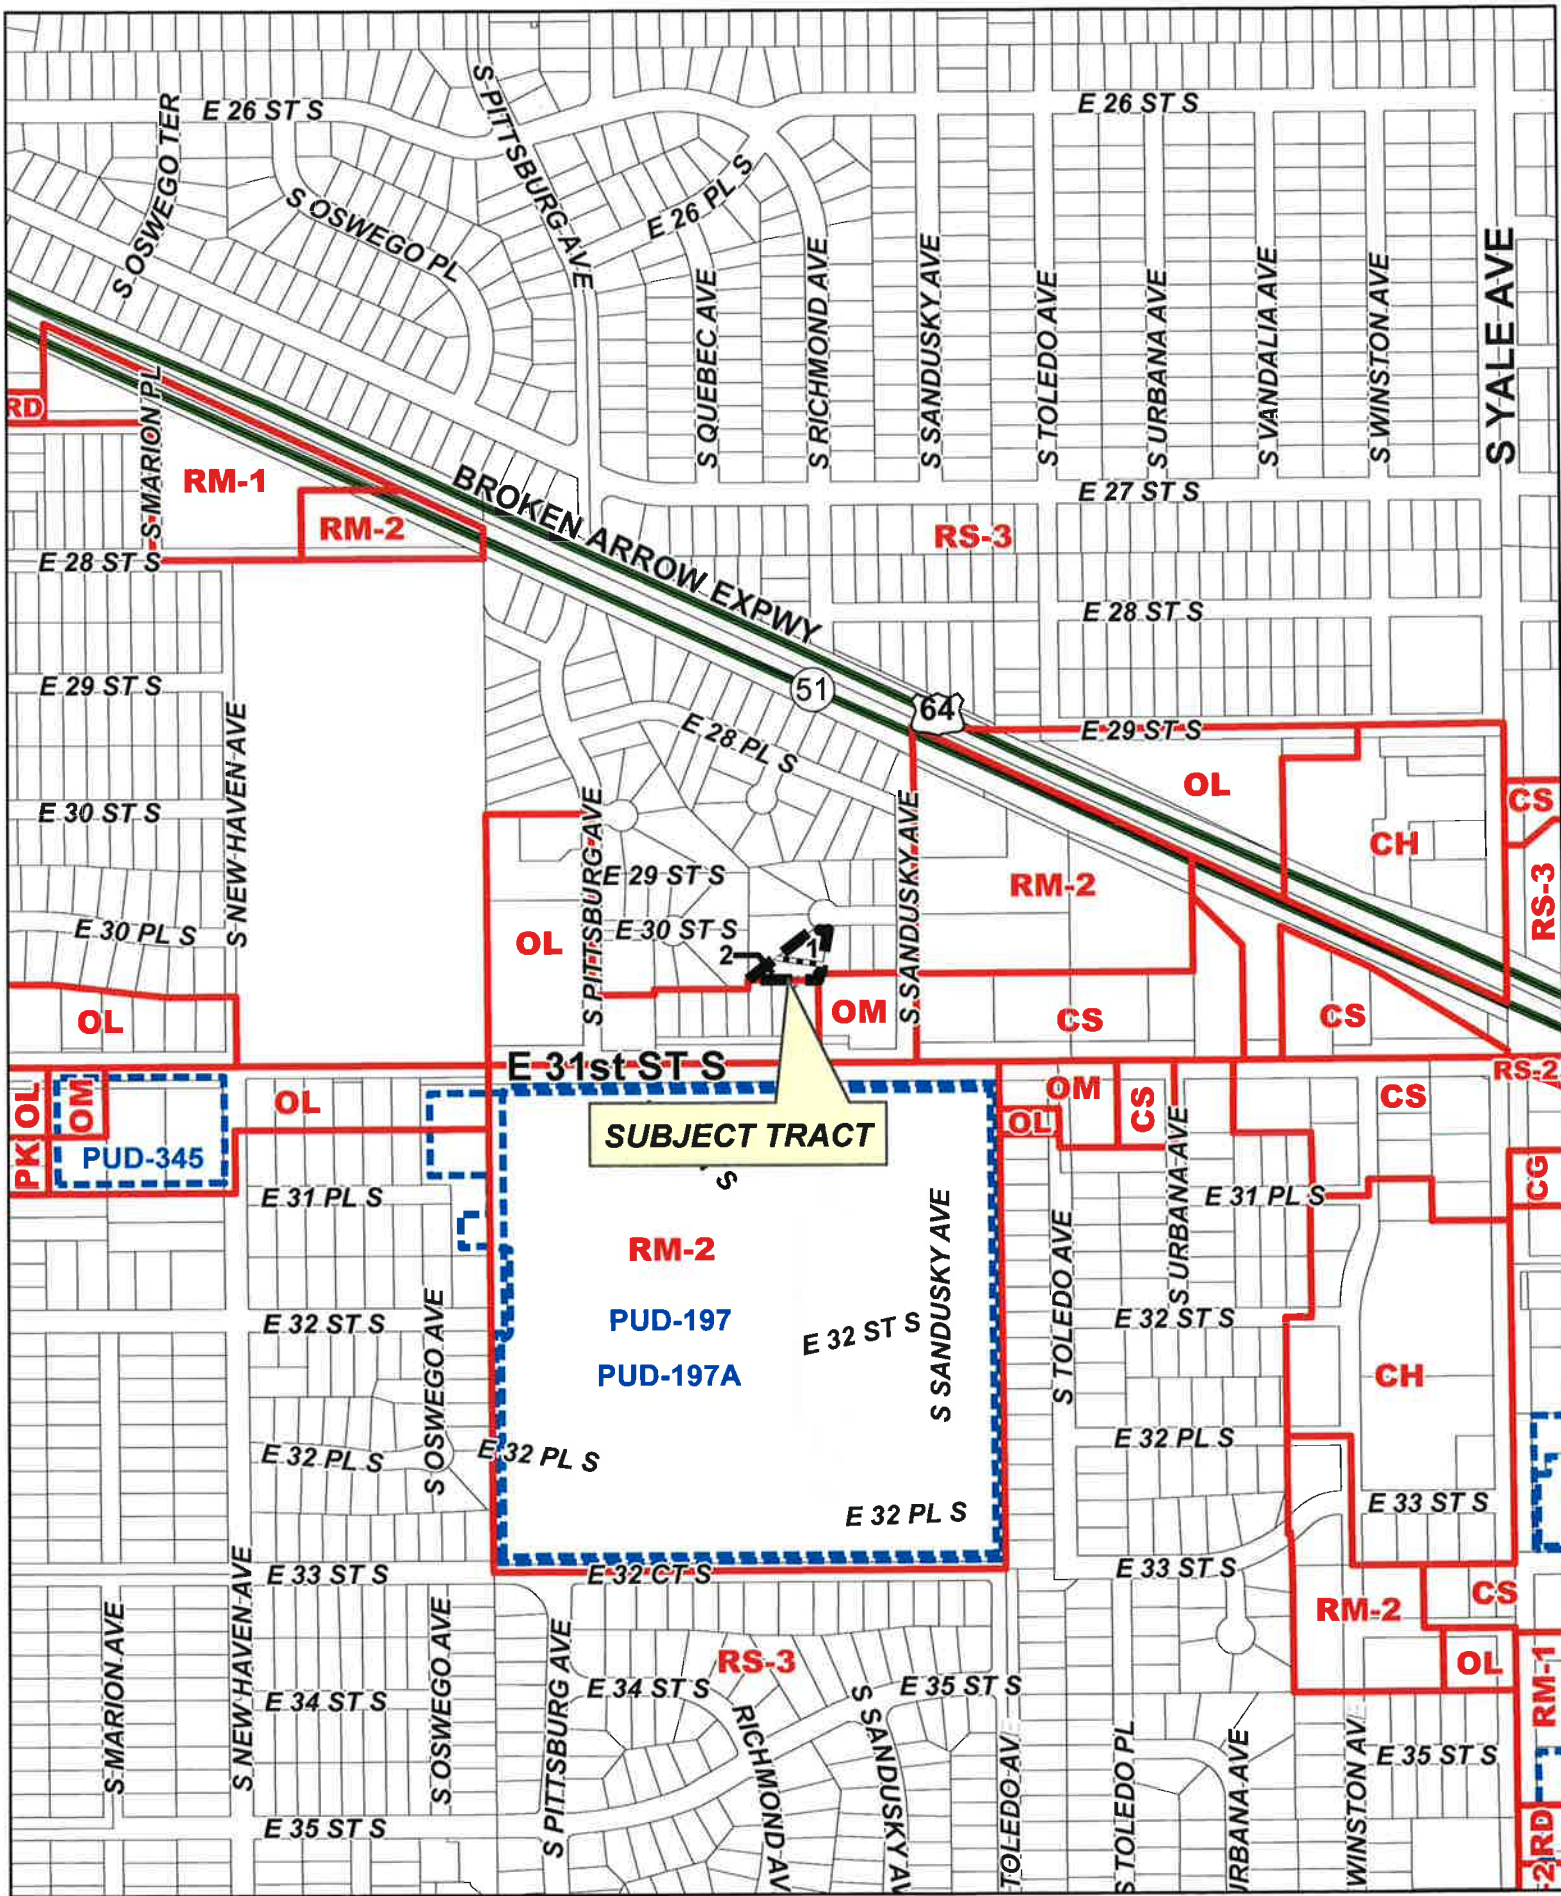 E 26 ST S
E 26 ST S
S PITTSBURG AVE
S OSWEGO TER
E 26 PL S
S OSWEGO PL
S QUEBEC AVE
S RICHMOND AVE
S SANDUSKY AVE
S TOLEDO AVE
S URBANA AVE
S VANDALIA AVE
S WINSTON AVE
S YALE AVE
RD
S MARION PL
RM-1
RM-2
BROKEN ARROW EXPWY
E 27 ST S
RS-3
E 28 ST S
E 28 ST S
51
64
E 29 ST S
S NEW HAVEN AVE
E 28 PL S
E 29 ST S
OL
CS
E 30 ST S
S PITTSBURG AVE
S SANDUSKY AVE
CH
E 29 ST S
RM-2
RS-3
E 30 PL S
OL
E 30 ST S
1
2
OL
OM
CS
CS
E 31st ST S
RS-2
OL
OM
OL
OM
CS
CS
OL
SUBJECT TRACT
PK
PUD-345
S
S URBANA AVE
CG
E 31 PL S
E 31 PL S
RM-2
S SANDUSKY AVE
S TOLEDO AVE
PUD-197
E 32 ST S
S OSWEGO AVE
E 32 ST S
E 32 ST S
PUD-197A
CH
E 32 PL S
E 32 PL S
E 32 PL S
E 32 PL S
E 33 ST S
E 33 ST S
E 32 CT S
E 33 ST S
CS
RM-2
S MARION AVE
S NEW HAVEN AVE
S OSWEGO AVE
S PITTSBURG AVE
RS-3
OL
RM-1
E 34 ST S
E 34 ST S
E 35 ST S
RICHMOND AV
S SANDUSKY AV
TOLEDO AV
S TOLEDO PL
URBANA AVE
WINSTON AV
E 35 ST S
E 35 ST S
RD
-2